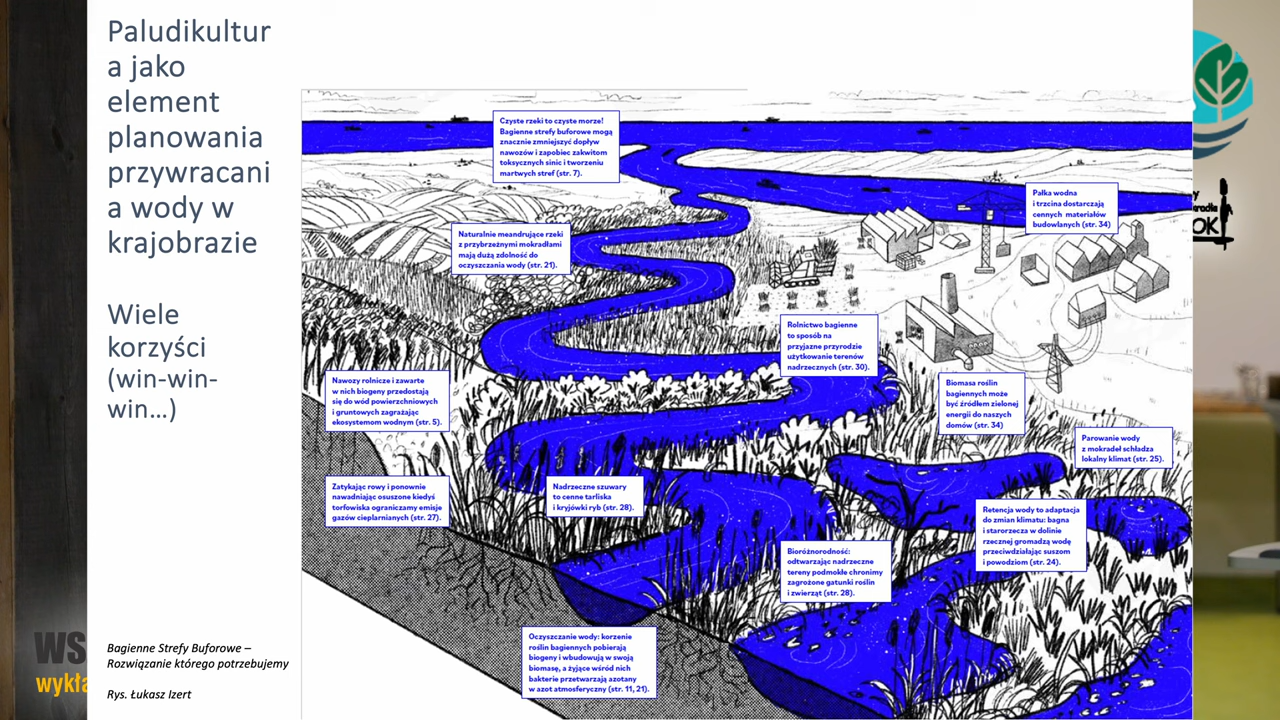 Paludikultur
a jako
element
planowania
przywracani
a wody w
krajobrazie
Wiele
korzyści
(win-win-
win...)
Bagienne Strefy Buforowe –
Rozwiązanie którego potrzebujemy
Rys. Łukasz Izert
Czyste rzeki to czyste morze!
Bagienne strefy buforowe mogą
znacznie zmniejszyć dopływ
nawozów i zapobiec zakwitom
toksycznych sinic i tworzeniu
martwych stref (str. 7).
Pałka wodna
i trzcina dostarczają
cennych materiałów
budowlanych (str. 34)
Naturalnie meandrujące rzeki
z przybrzeżnymi mokradłami
mają dużą zdolność do
oczyszczania wody (str. 21).
Rolnictwo bagienne
to sposób na
przyjazne przyrodzie
użytkowanie terenów
nadrzecznych (str. 30).
Nawozy rolnicze i zawarte
w nich biogeny przedostają
się do wód powierzchniowych
i gruntowych zagrażając
ekosystemom wodnym (str. 5).
Biomasa roślin
bagiennych może
być źródłem zielonej
energii do naszych
domów (str. 34)
Parowanie wody
z mokradeł schładza
lokalny klimat (str. 25).
Zatykając rowy i ponownie
nawadniając osuszone kiedyś
torfowiska ograniczamy emisje
gazów cieplarnianych (str. 27).
Nadrzeczne szuwary
to cenne tarliska
i kryjówki ryb (str. 28).
Retencja wody to adaptacja
do zmian klimatu: bagna
i starorzecza w dolinie
rzecznej gromadzą wodę
przeciwdziałając suszom
i powodziom (str. 24).
Bioróżnorodność:
odtwarzając nadrzeczne
tereny podmokłe chronimy
zagrożone gatunki roślin
i zwierząt (str. 28).
Oczyszczanie wody: korzenie
roślin bagiennych pobierają
biogeny i wbudowują w swoją
biomasę, a żyjące wśród nich
bakterie przetwarzają azotany
w azot atmosferyczny (str. 11, 21).
WS
wykła
OK!